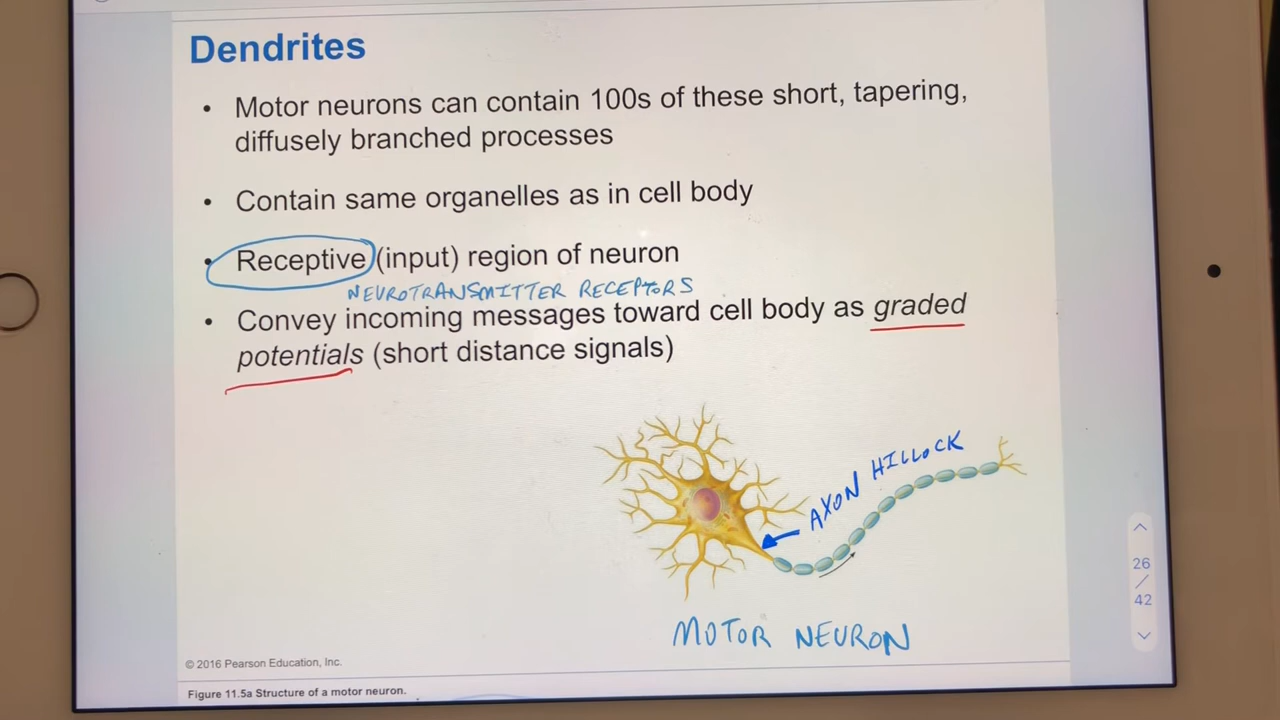 Dendrites
• Motor neurons can contain 100s of these short, tapering,
diffusely branched processes
• Contain same organelles as in cell body
• Receptive (input) region of neuron
NEUROTRANSMITTER RECEPTORS
• Convey incoming messages toward cell body as graded
potentials (short distance signals)
AXON HILLOCK
MOTOR NEURON
26
/
42
© 2016 Pearson Education, Inc.
Figure 11.5a Structure of a motor neuron.